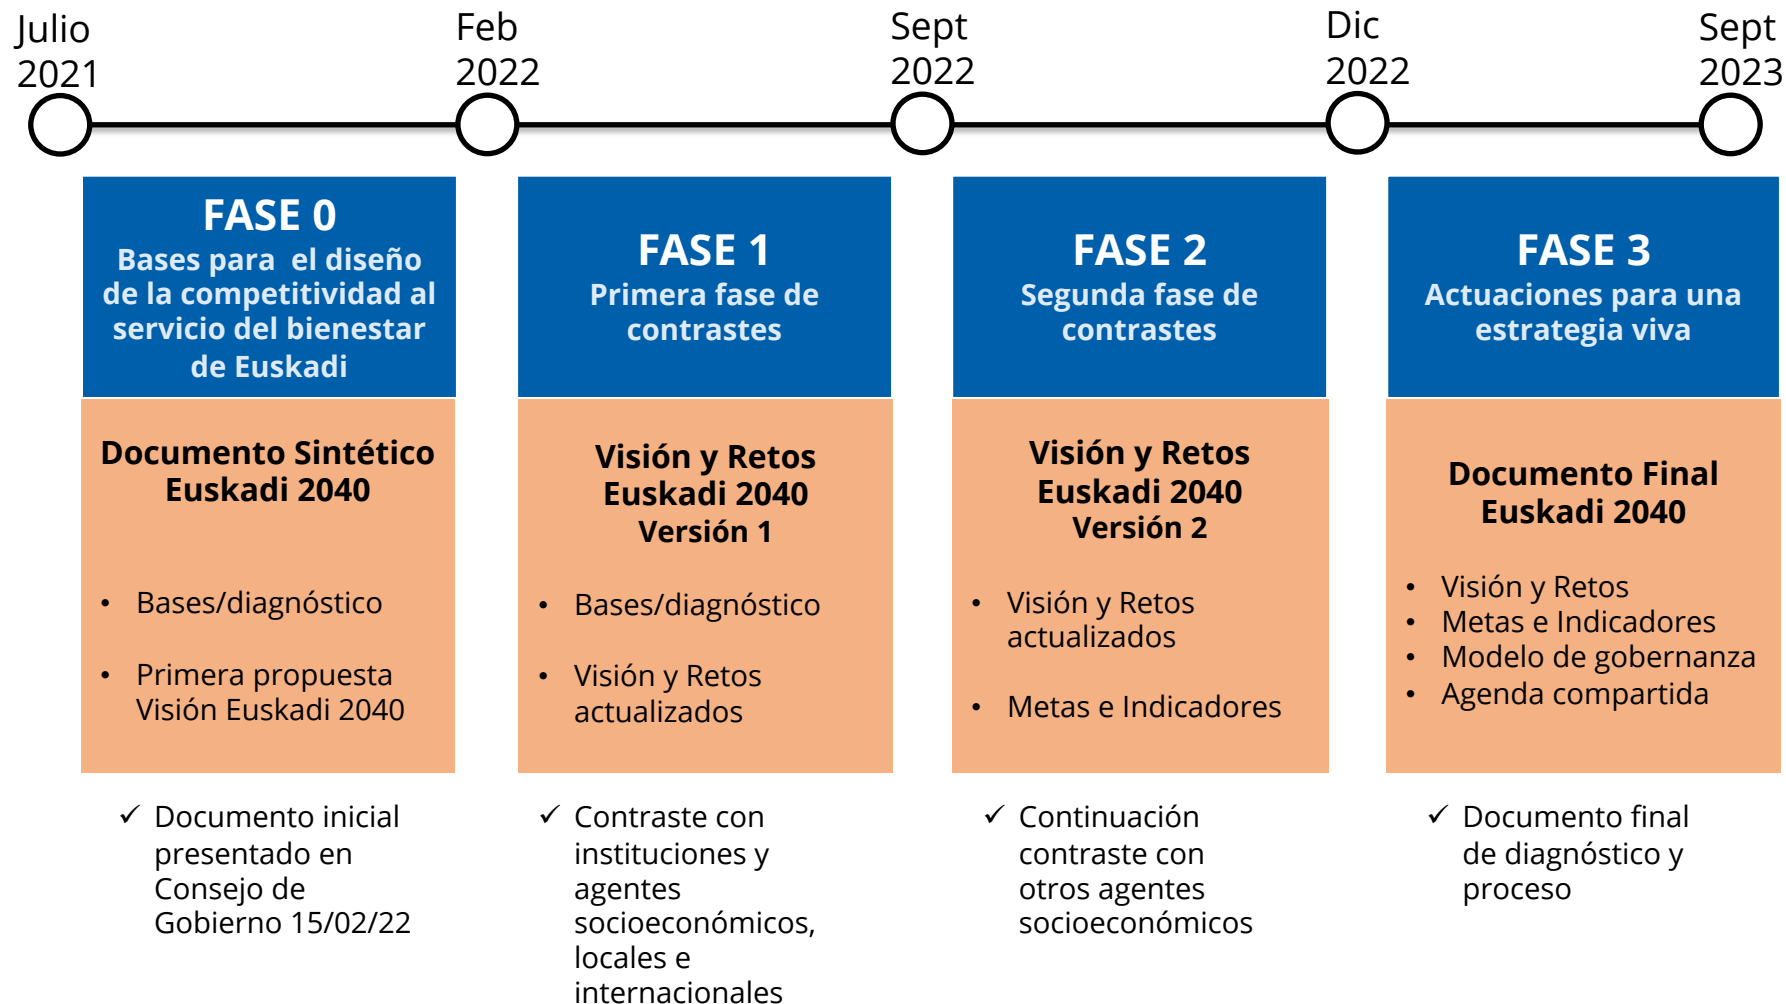 Julio
2021
Feb
2022
Sept
2022
Dic
2022
Sept
2023
FASE 0
Bases para el diseño
de la competitividad al
servicio del bienestar
de Euskadi
FASE 1
Primera fase de
contrastes
FASE 2
Segunda fase de
contrastes
FASE 3
Actuaciones para una
estrategia viva
Documento Sintético
Euskadi 2040
• Bases/diagnóstico
• Primera propuesta
Visión Euskadi 2040
Visión y Retos
Euskadi 2040
Versión 1
• Bases/diagnóstico
• Visión y Retos
actualizados
Visión y Retos
Euskadi 2040
Versión 2
• Visión y Retos
actualizados
• Metas e Indicadores
Documento Final
Euskadi 2040
• Visión y Retos
• Metas e Indicadores
• Modelo de gobernanza
• Agenda compartida
✓ Documento inicial
presentado en
Consejo de
Gobierno 15/02/22
✓ Contraste con
instituciones y
agentes
socioeconómicos,
locales e
internacionales
✓ Continuación
contraste con
otros agentes
socioeconómicos
✓ Documento final
de diagnóstico y
proceso